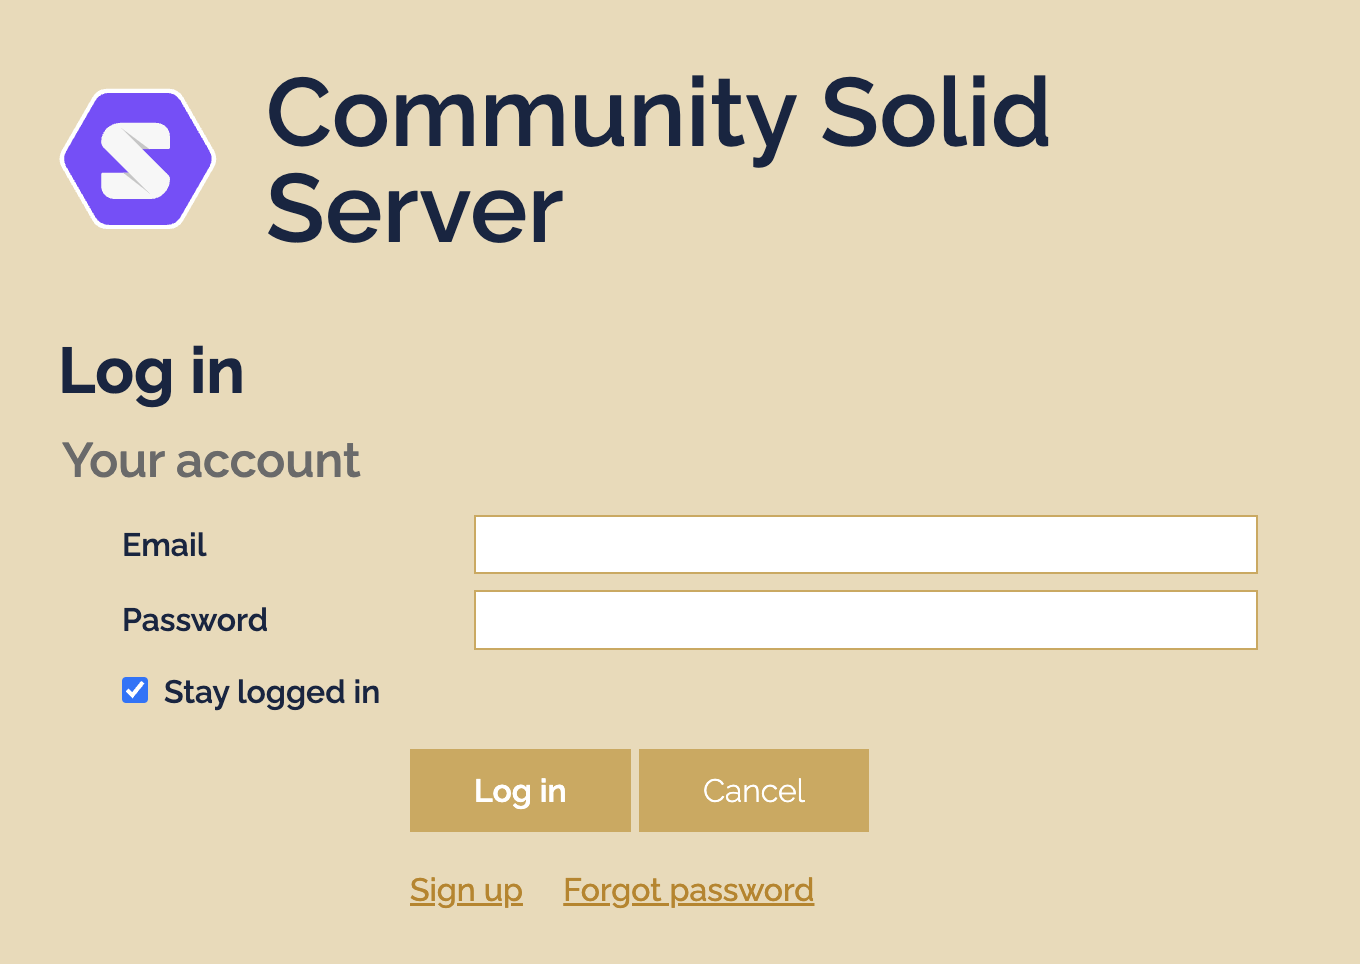 Community Solid
Server
Log in
Your account
Email
Password
Stay logged in
Log in
Cancel
Sign up
Forgot password